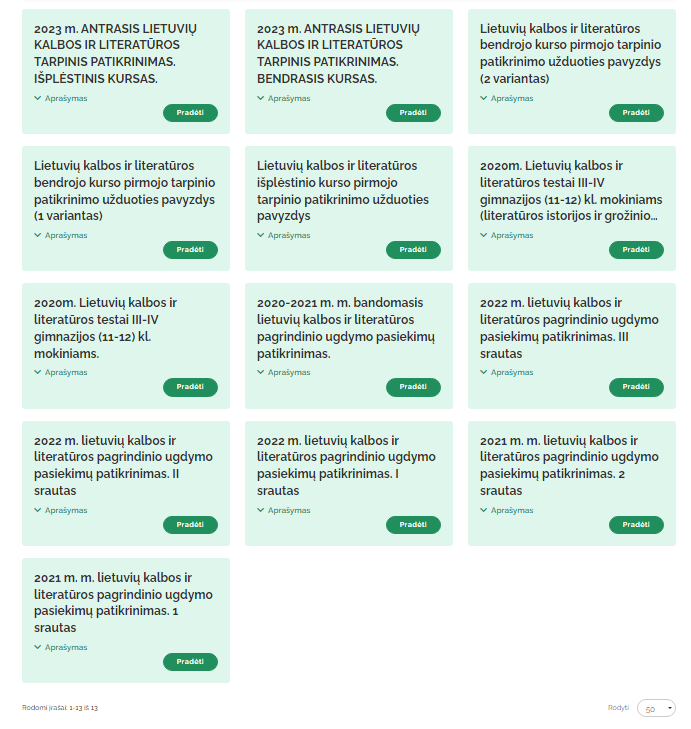 2023 m. ANTRASIS LIETUVIŲ
KALBOS IR LITERATŪROS
TARPINIS PATIKRINIMAS.
IŠPLĖSTINIS KURSAS.
Aprašymas
Pradėti
2023 m. ANTRASIS LIETUVIŲ
KALBOS IR LITERATŪROS
TARPINIS PATIKRINIMAS.
BENDRASIS KURSAS.
Aprašymas
Pradėti
Lietuvių kalbos ir literatūros
bendrojo kurso pirmojo tarpinio
patikrinimo užduoties pavyzdys
(2 variantas)
Aprašymas
Pradėti
Lietuvių kalbos ir literatūros
bendrojo kurso pirmojo tarpinio
patikrinimo užduoties pavyzdys
(1 variantas)
Aprašymas
Pradėti
Lietuvių kalbos ir literatūros
išplėstinio kurso pirmojo
tarpinio patikrinimo užduoties
pavyzdys
Aprašymas
Pradėti
2020m. Lietuvių kalbos ir
literatūros testai III-IV
gimnazijos (11-12) kl. mokiniams
(literatūros istorijos ir grožinio...
Aprašymas
Pradėti
2020m. Lietuvių kalbos ir
literatūros testai III-IV
gimnazijos (11-12) kl.
mokiniams.
Aprašymas
Pradėti
2020-2021 m. m. bandomasis
lietuvių kalbos ir literatūros
pagrindinio ugdymo pasiekimų
patikrinimas.
Aprašymas
Pradėti
2022 m. lietuvių kalbos ir
literatūros pagrindinio ugdymo
pasiekimų patikrinimas. III
srautas
Aprašymas
Pradėti
2022 m. lietuvių kalbos ir
literatūros pagrindinio ugdymo
pasiekimų patikrinimas. II
srautas
Aprašymas
Pradėti
2022 m. lietuvių kalbos ir
literatūros pagrindinio ugdymo
pasiekimų patikrinimas. I
srautas
Aprašymas
Pradėti
2021 m. m. lietuvių kalbos ir
literatūros pagrindinio ugdymo
pasiekimų patikrinimas. 2
srautas
Aprašymas
Pradėti
2021 m. m. lietuvių kalbos ir
literatūros pagrindinio ugdymo
pasiekimų patikrinimas. 1
srautas
Aprašymas
Pradėti
Rodomi įrašai: 1-13 iš 13
Rodyti 50